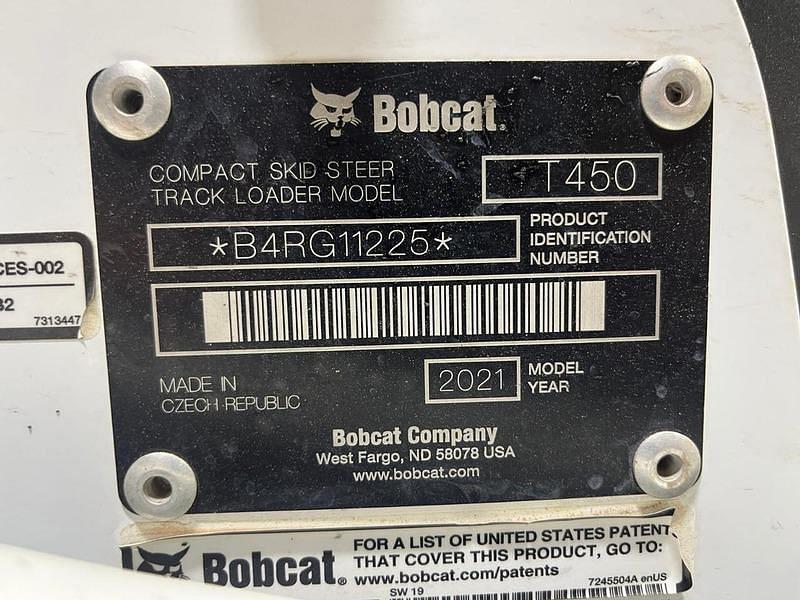 Bobcat
COMPACT SKID STEER
TRACK LOADER MODEL
T450
*B4RG11225*
PRODUCT
IDENTIFICATION
NUMBER
CES-002
32
7313447
MADE IN
CZECH REPUBLIC
2021
MODEL
YEAR
Bobcat Company
West Fargo, ND 58078 USA
www.bobcat.com
Bobcat
FOR A LIST OF UNITED STATES PATENT
THAT COVER THIS PRODUCT, GO TO:
www.bobcat.com/patents
7245504A enUS
SW 19